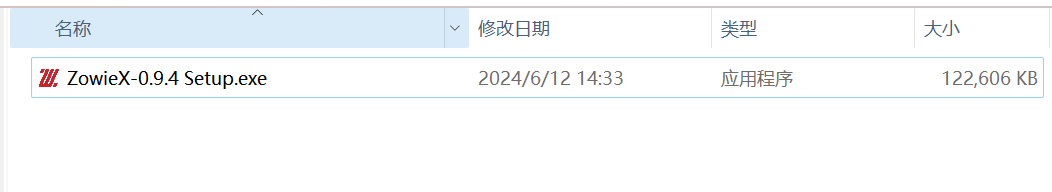 名称 修改日期 类型 大小
ZowieX-0.9.4 Setup.exe 2024/6/12 14:33 应用程序 122,606 KB